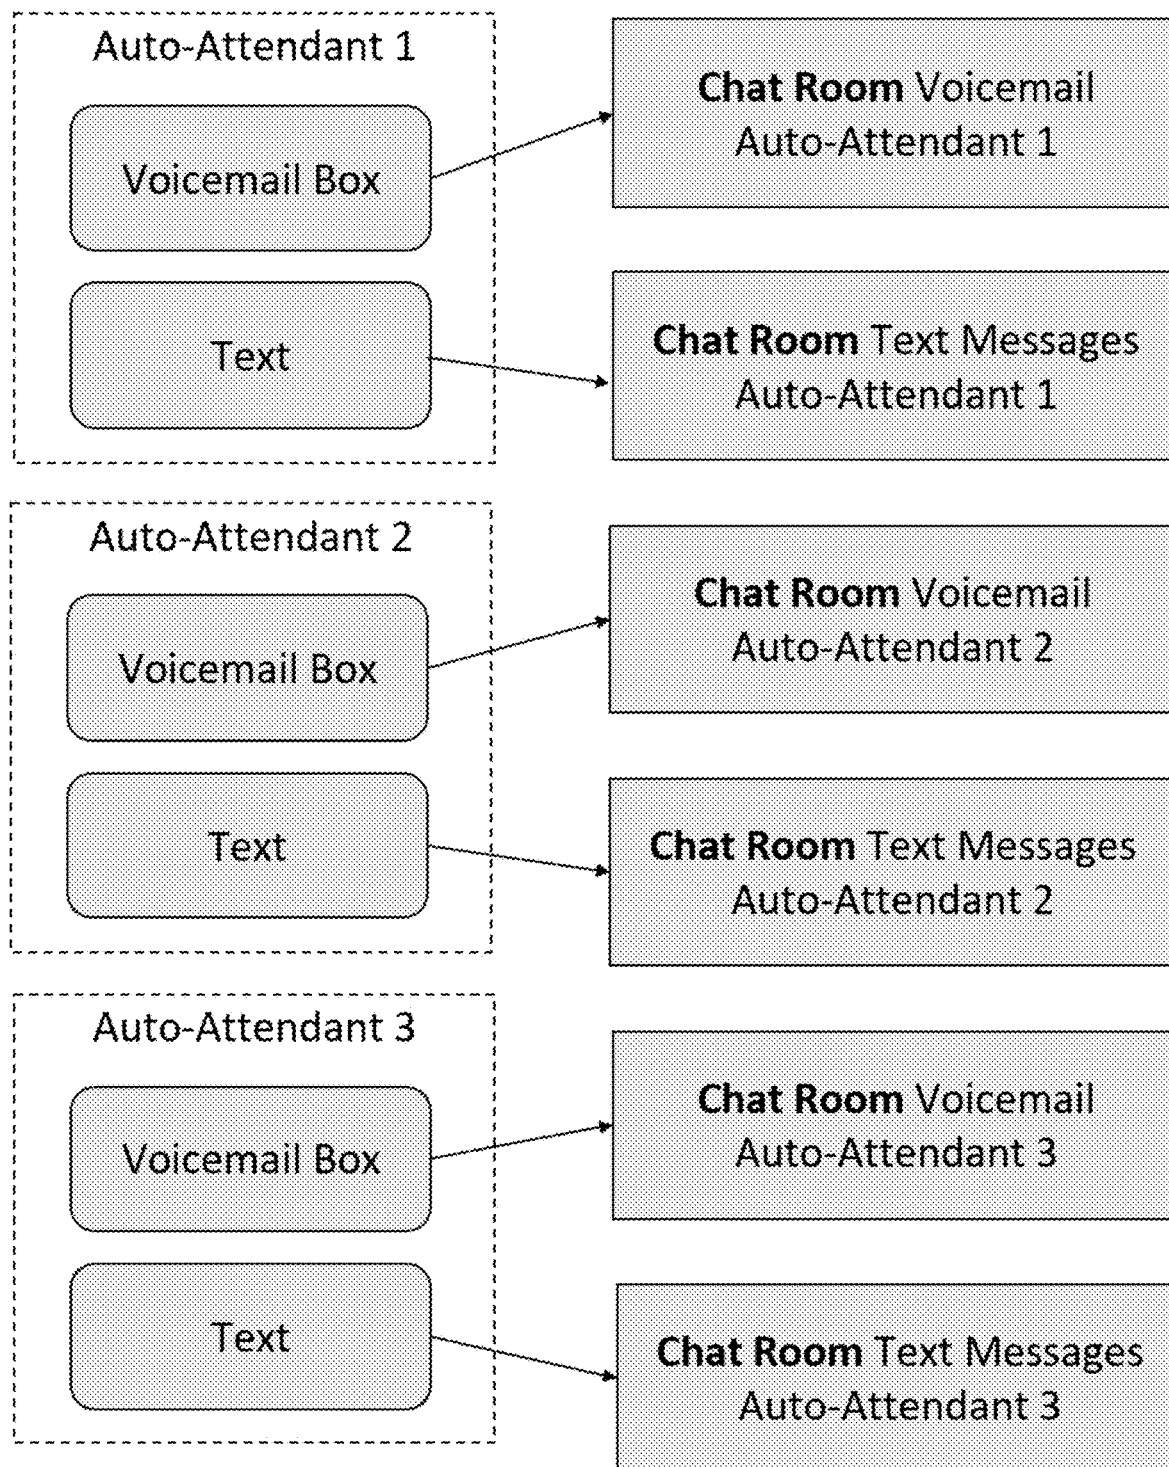 Auto-Attendant 1
Voicemail Box
Text
Chat Room Voicemail
Auto-Attendant 1
Chat Room Text Messages
Auto-Attendant 1
Auto-Attendant 2
Voicemail Box
Text
Chat Room Voicemail
Auto-Attendant 2
Chat Room Text Messages
Auto-Attendant 2
Auto-Attendant 3
Voicemail Box
Text
Chat Room Voicemail
Auto-Attendant 3
Chat Room Text Messages
Auto-Attendant 3